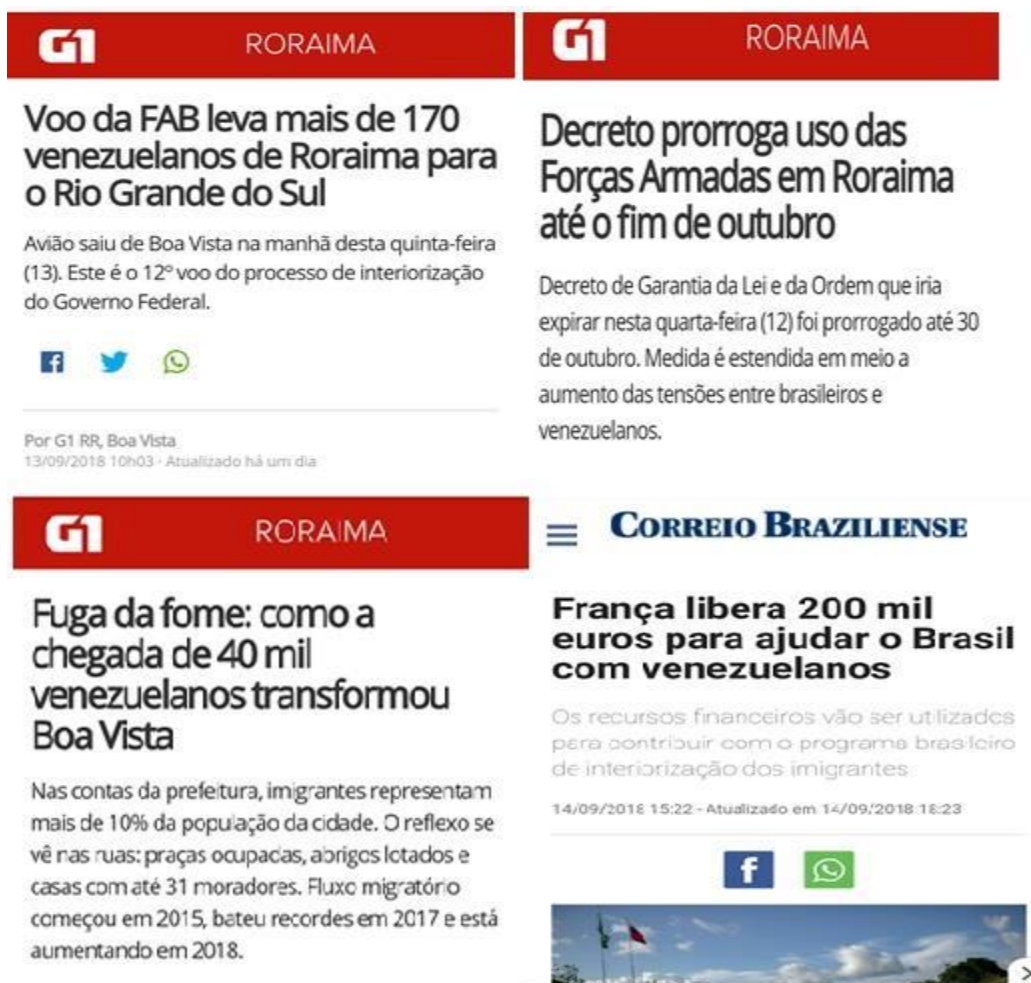 G1 RORAIMA
Voo da FAB leva mais de 170
venezuelanos de Roraima para
o Rio Grande do Sul
Avião saiu de Boa Vista na manhã desta quinta-feira
(13). Este é o 12º voo do processo de interiorização
do Governo Federal.
Por G1 RR, Boa Vista
13/09/2018 10h03 - Atualizado há um dia
G1 RORAIMA
Decreto prorroga uso das
Forças Armadas em Roraima
até o fim de outubro
Decreto de Garantia da Lei e da Ordem que iria
expirar nesta quarta-feira (12) foi prorrogado até 30
de outubro. Medida é estendida em meio a
aumento das tensões entre brasileiros e
venezuelanos.
G1 RORAIMA
Fuga da fome: como a
chegada de 40 mil
venezuelanos transformou
Boa Vista
Nas contas da prefeitura, imigrantes representam
mais de 10% da população da cidade. O reflexo se
vê nas ruas: praças ocupadas, abrigos lotados e
casas com até 31 moradores. Fluxo migratório
começou em 2015, bateu recordes em 2017 e está
aumentando em 2018.
CORREIO BRAZILIENSE
França libera 200 mil
euros para ajudar o Brasil
com venezuelanos
Os recursos financeiros vão ser utilizados
para contribuir com o programa brasileiro
de interiorização dos imigrantes
14/09/2018 15:22 - Atualizado em 14/09/2018 18:23